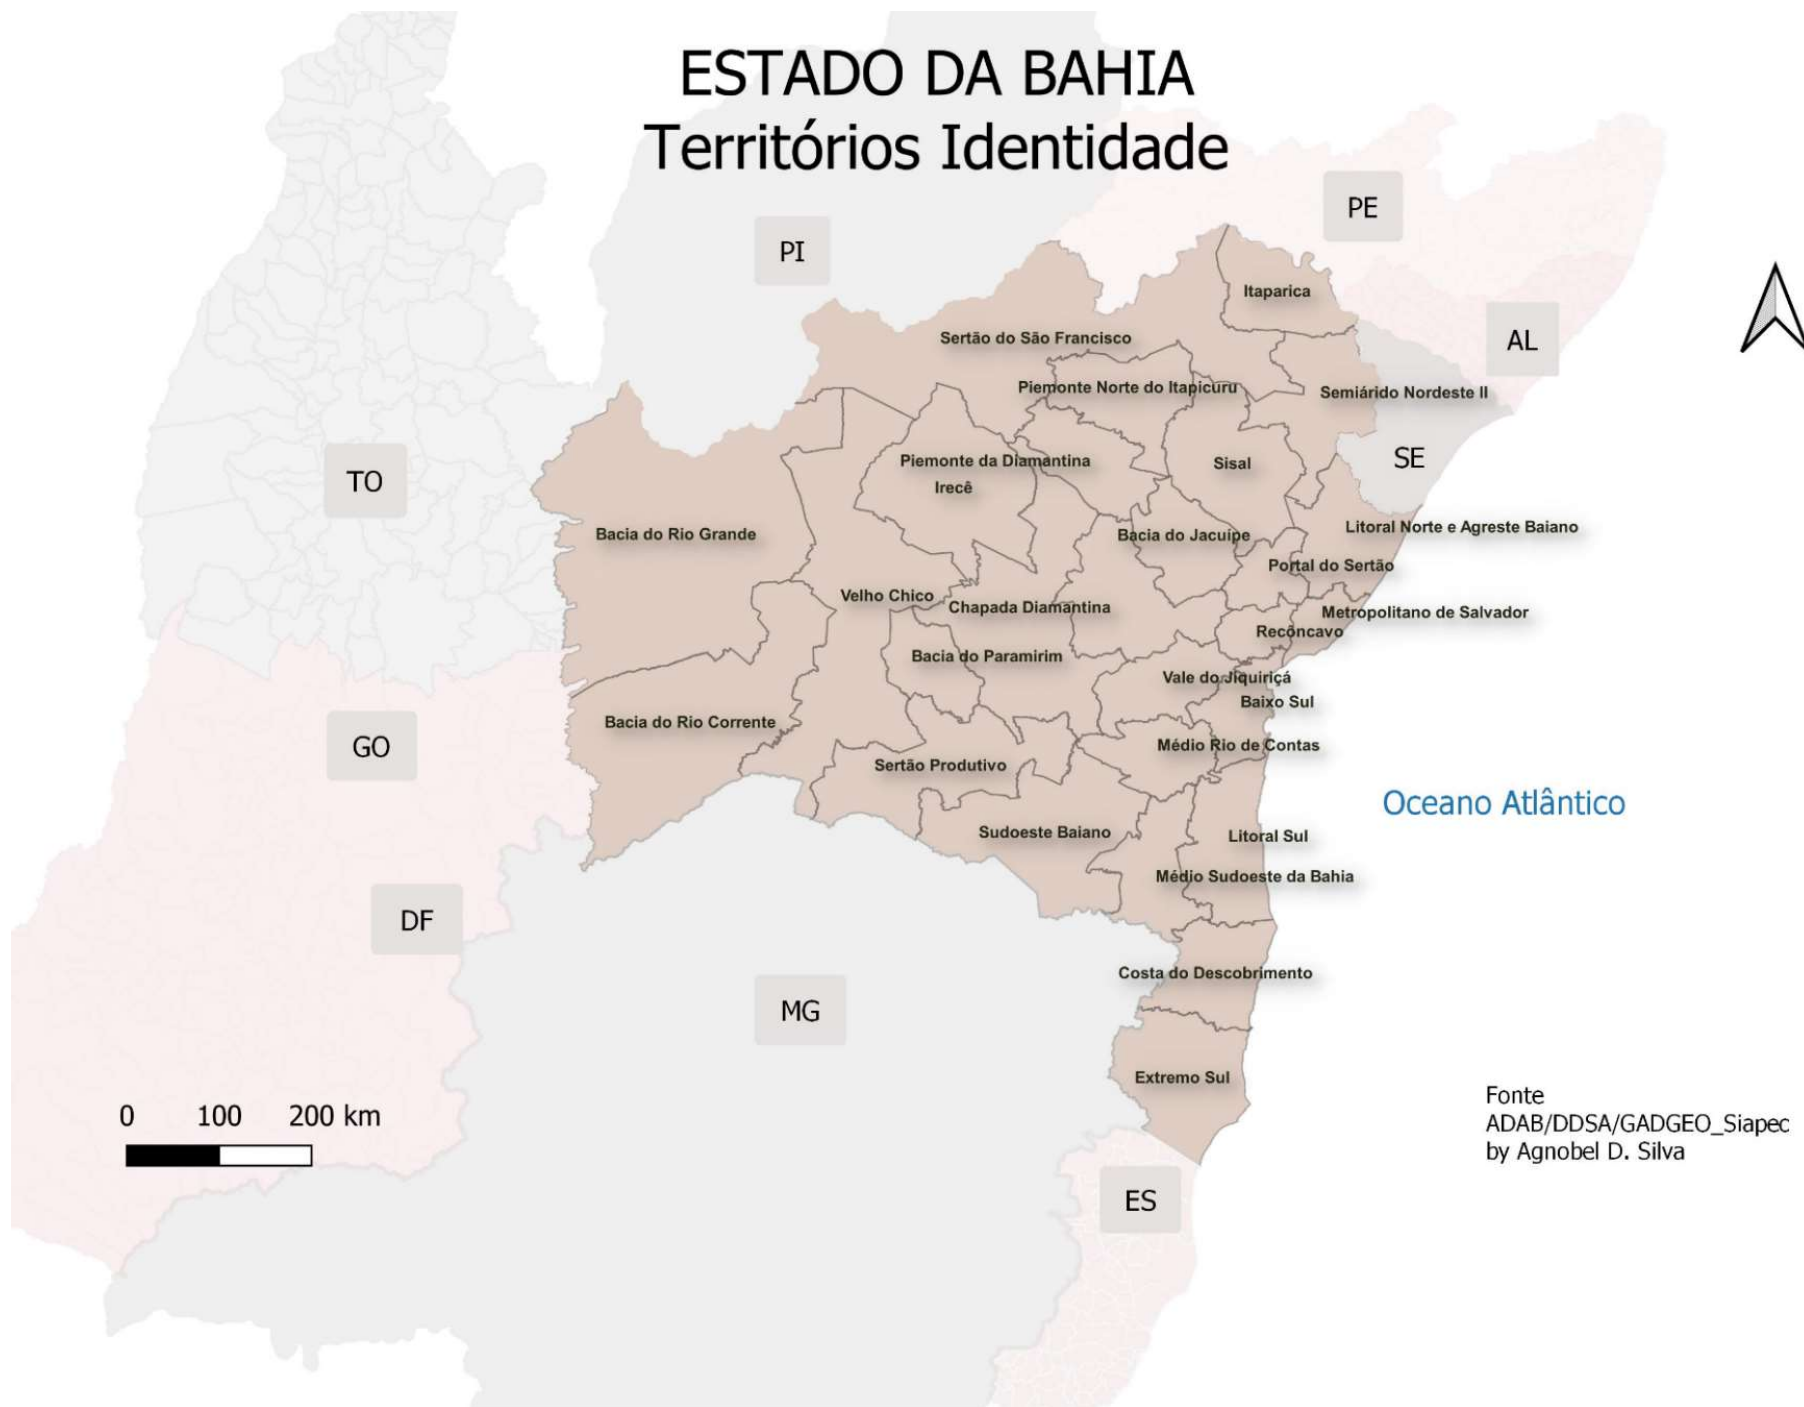 ESTADO DA BAHIA
Territórios Identidade
PE
PI
Itaparica
AL
Sertão do São Francisco
Piemonte Norte do Itapicuru
Semiárido Nordeste II
SE
Piemonte da Diamantina
Sisal
TO
Irecê
Litoral Norte e Agreste Baiano
Bacia do Rio Grande
Bacia do Jacuípe
Portal do Sertão
Velho Chico
Chapada Diamantina
Metropolitano de Salvador
Recôncavo
Bacia do Paramirim
Vale do Jiquiriçá
Baixo Sul
Bacia do Rio Corrente
GO
Médio Rio de Contas
Sertão Produtivo
Oceano Atlântico
Sudoeste Baiano
Litoral Sul
Médio Sudoeste da Bahia
DF
Costa do Descobrimento
MG
Extremo Sul
0 100 200 km
Fonte
ADAB/DDSA/GADGEO_Siapec
by Agnobel D. Silva
ES